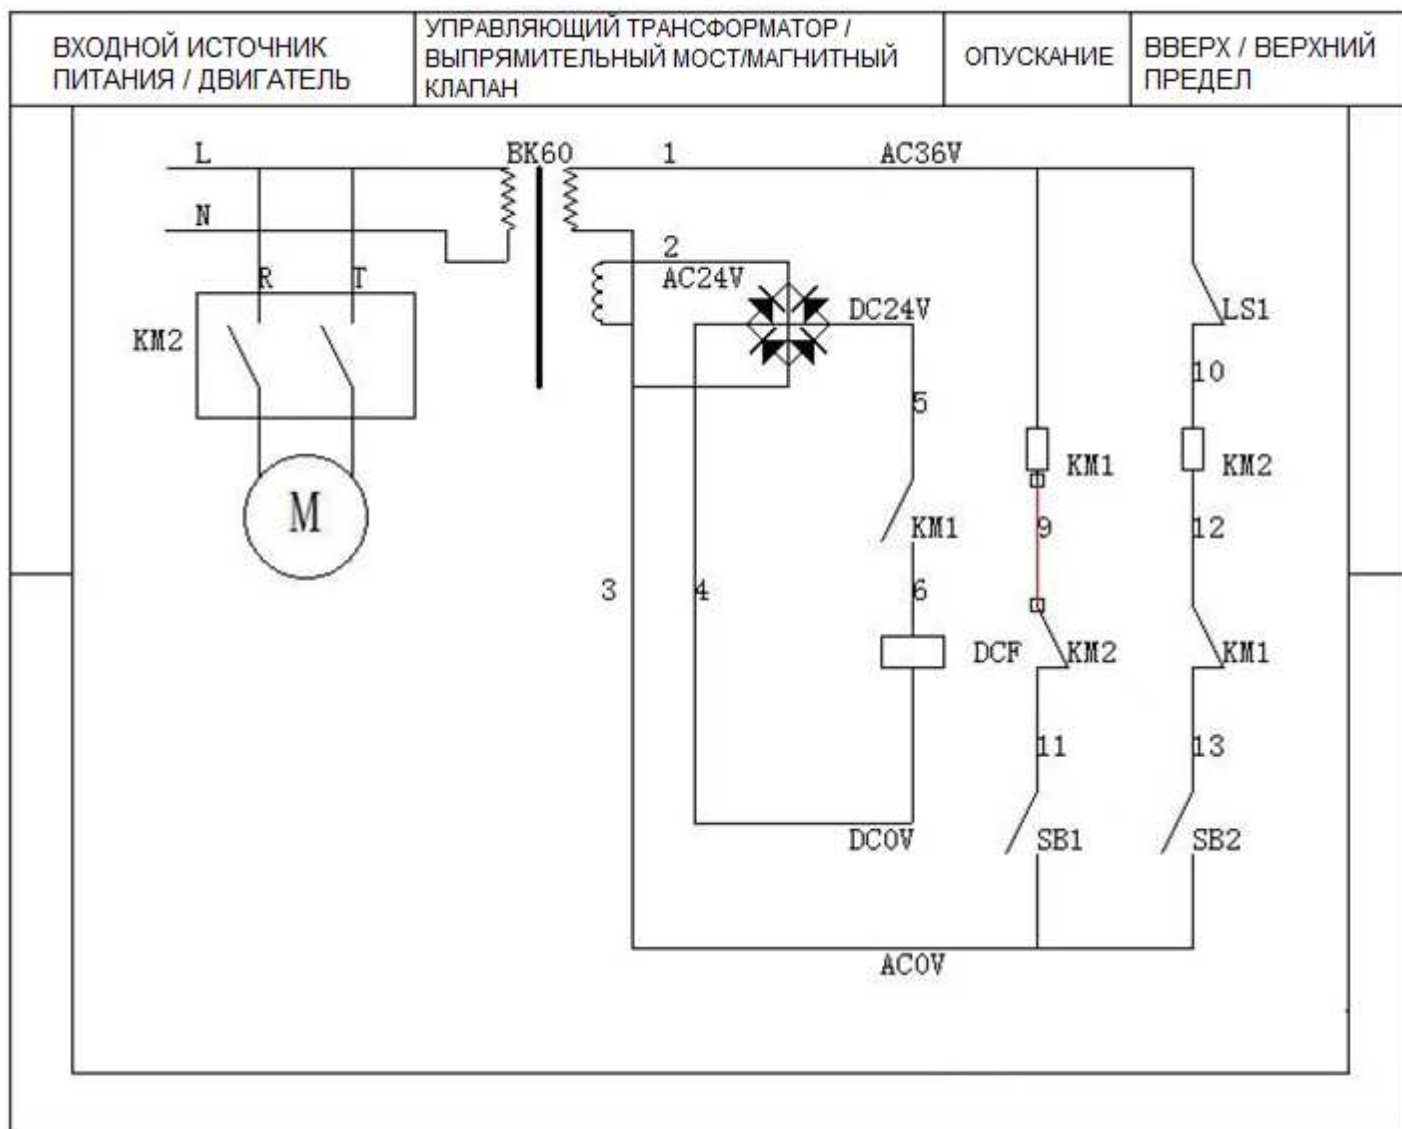 ВХОДНОЙ ИСТОЧНИК
ПИТАНИЯ / ДВИГАТЕЛЬ
УПРАВЛЯЮЩИЙ ТРАНСФОРМАТОР /
ВЫПРЯМИТЕЛЬНЫЙ МОСТ/МАГНИТНЫЙ
КЛАПАН
ОПУСКАНИЕ
ВВЕРХ / ВЕРХНИЙ
ПРЕДЕЛ
L
BK60
1
AC36V
N
2
AC24V
R
T
DC24V
LS1
KM2
10
5
KM1
KM2
M
KM1
9
12
3
4
6
DCF
KM2
KM1
11
13
DC0V
SB1
SB2
AC0V